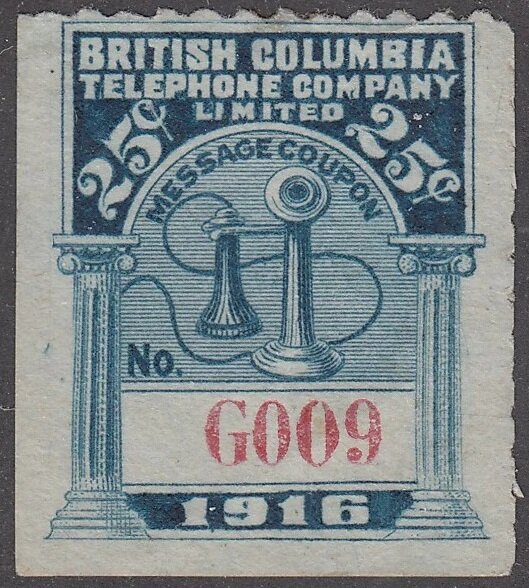 BRITISH COLUMBIA
TELEPHONE COMPANY
LIMITED
25¢ 25¢
MESSAGE COUPON
No.
G009
1916